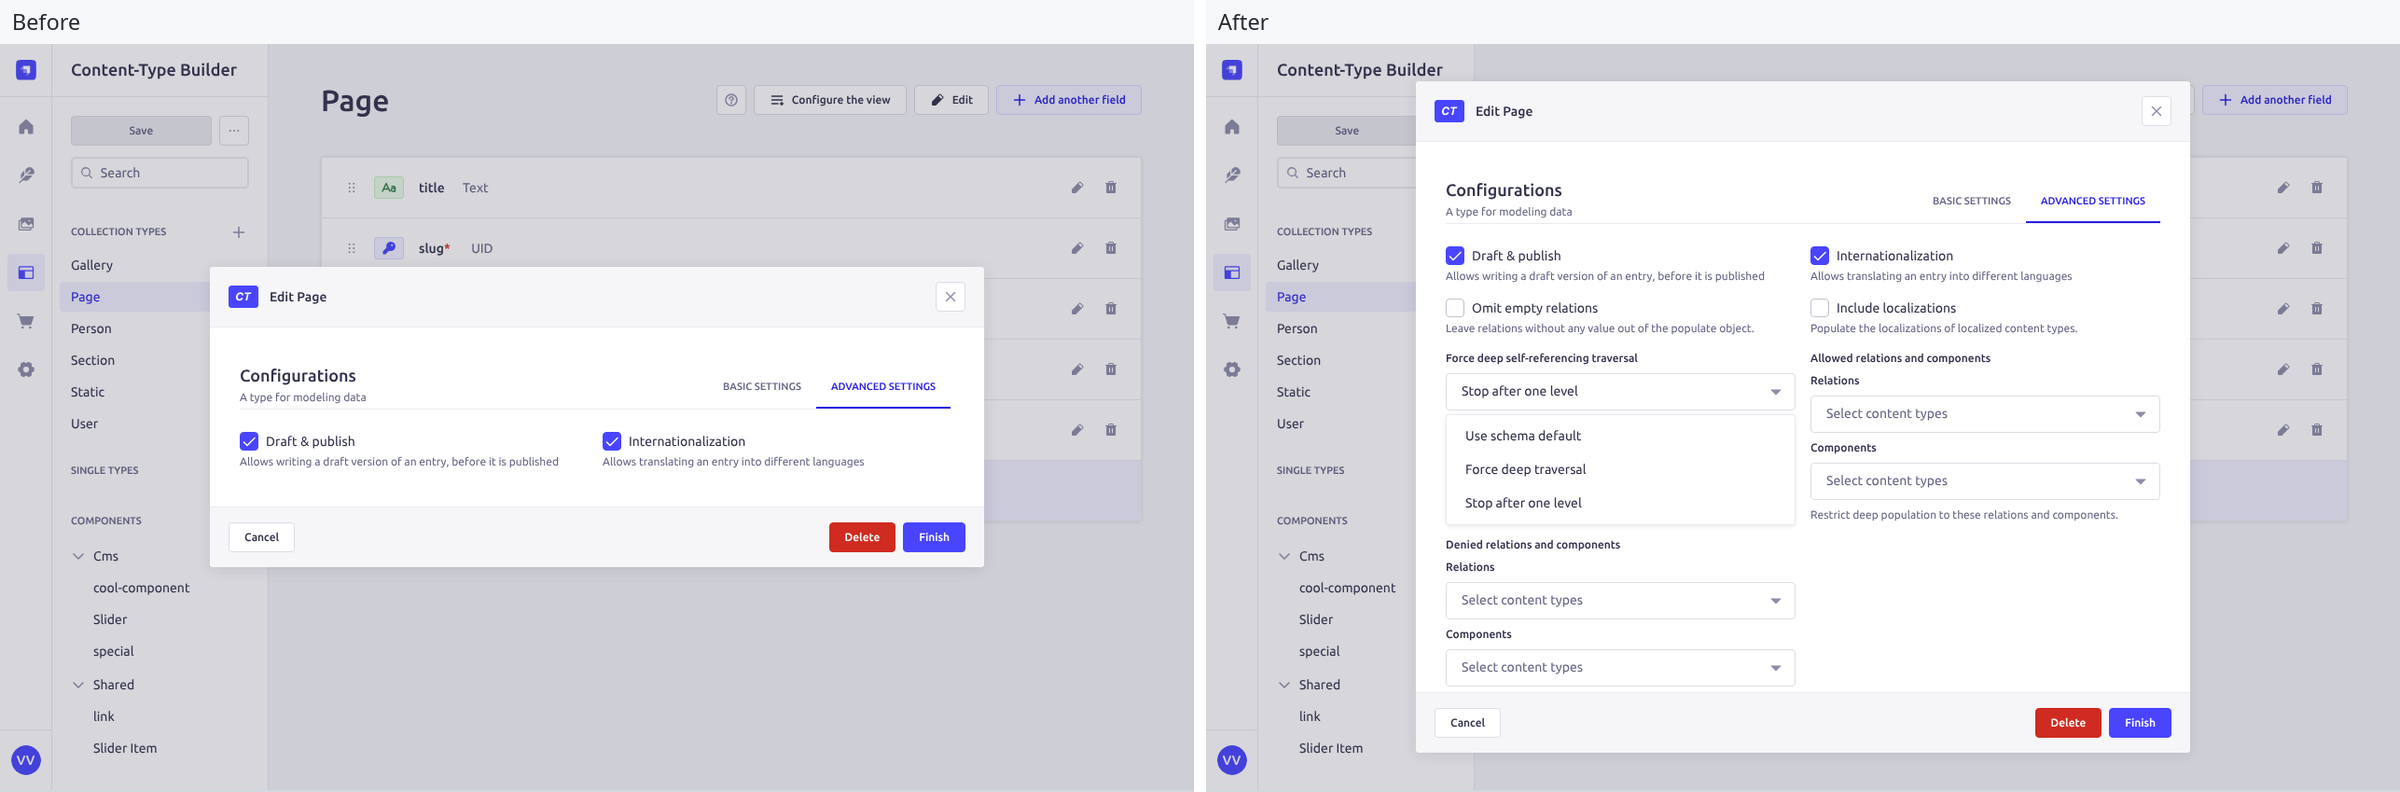 Before
Content-Type Builder
Save
...
Search
COLLECTION TYPES
Gallery
Page
Person
Section
Static
User
SINGLE TYPES
COMPONENTS
Cms
cool-component
Slider
special
Shared
link
Slider Item
VV
Page
Configure the view
Edit
Add another field
Aa title Text
slug* UID
CT Edit Page
Configurations
A type for modeling data
BASIC SETTINGS
ADVANCED SETTINGS
Draft & publish
Allows writing a draft version of an entry, before it is published
Internationalization
Allows translating an entry into different languages
Cancel
Delete
Finish
After
Content-Type Builder
Save
Search
COLLECTION TYPES
Gallery
Page
Person
Section
Static
User
SINGLE TYPES
COMPONENTS
Cms
cool-component
Slider
special
Shared
link
Slider Item
VV
Add another field
CT Edit Page
Configurations
A type for modeling data
BASIC SETTINGS
ADVANCED SETTINGS
Draft & publish
Allows writing a draft version of an entry, before it is published
Internationalization
Allows translating an entry into different languages
Omit empty relations
Leave relations without any value out of the populate object.
Include localizations
Populate the localizations of localized content types.
Force deep self-referencing traversal
Stop after one level
Use schema default
Force deep traversal
Stop after one level
Allowed relations and components
Relations
Select content types
Components
Select content types
Restrict deep population to these relations and components.
Denied relations and components
Relations
Select content types
Components
Select content types
Cancel
Delete
Finish